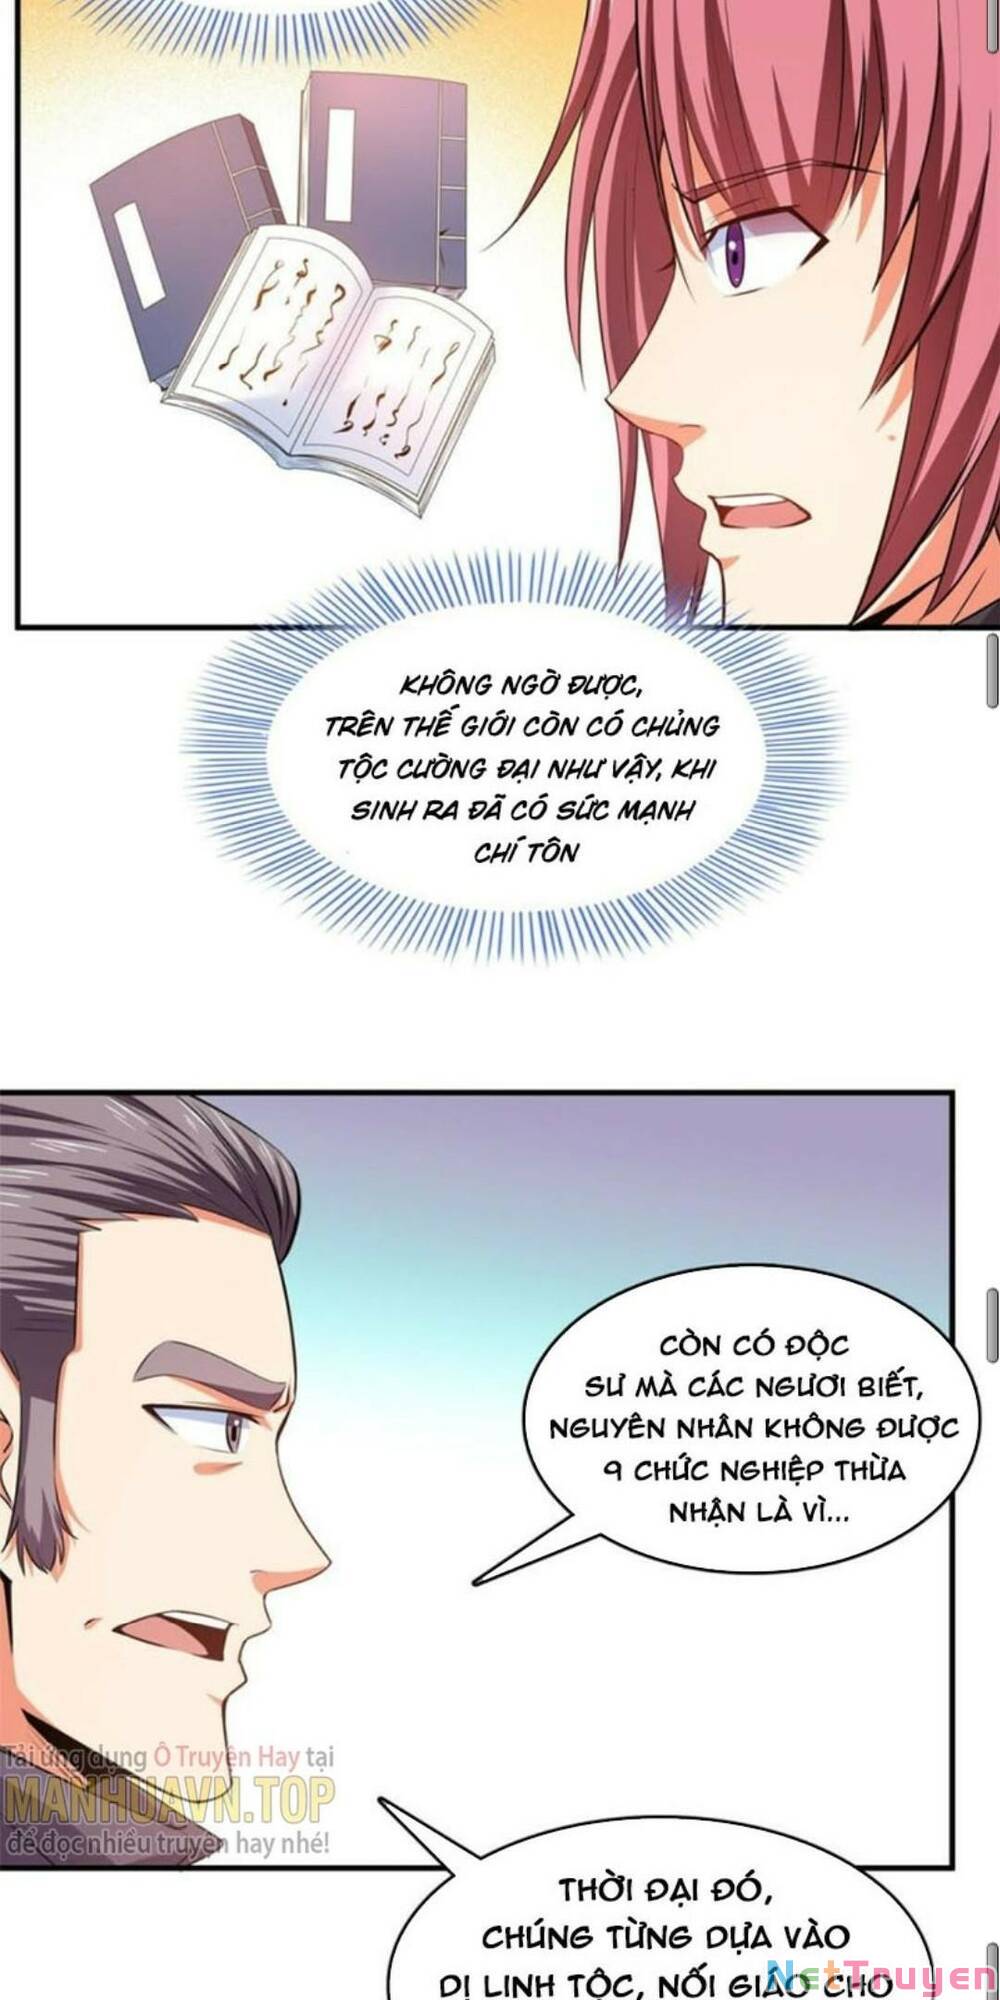 KHÔNG NGỜ ĐƯỢC,
TRÊN THẾ GIỚI CÒN CÓ CHỦNG
TỘC CƯỜNG ĐẠI NHƯ VẬY, KHI
SINH RA ĐÃ CÓ SỨC MẠNH
CHÍ TÔN
CÒN CÓ ĐỘC
SƯ MÀ CÁC NGƯƠI BIẾT,
NGUYÊN NHÂN KHÔNG ĐƯỢC
9 CHỨC NGHIỆP THỪA
NHẬN LÀ VÌ...
Tải ứng dụng Ô Truyện Hay tại
MANHUAVN.TOP
để đọc nhiều truyện hay nhé!
THỜI ĐẠI ĐÓ,
CHÚNG TỪNG DỰA VÀO
DỊ LINH TỘC, NỐI GIÁO CHO
NetTruyen